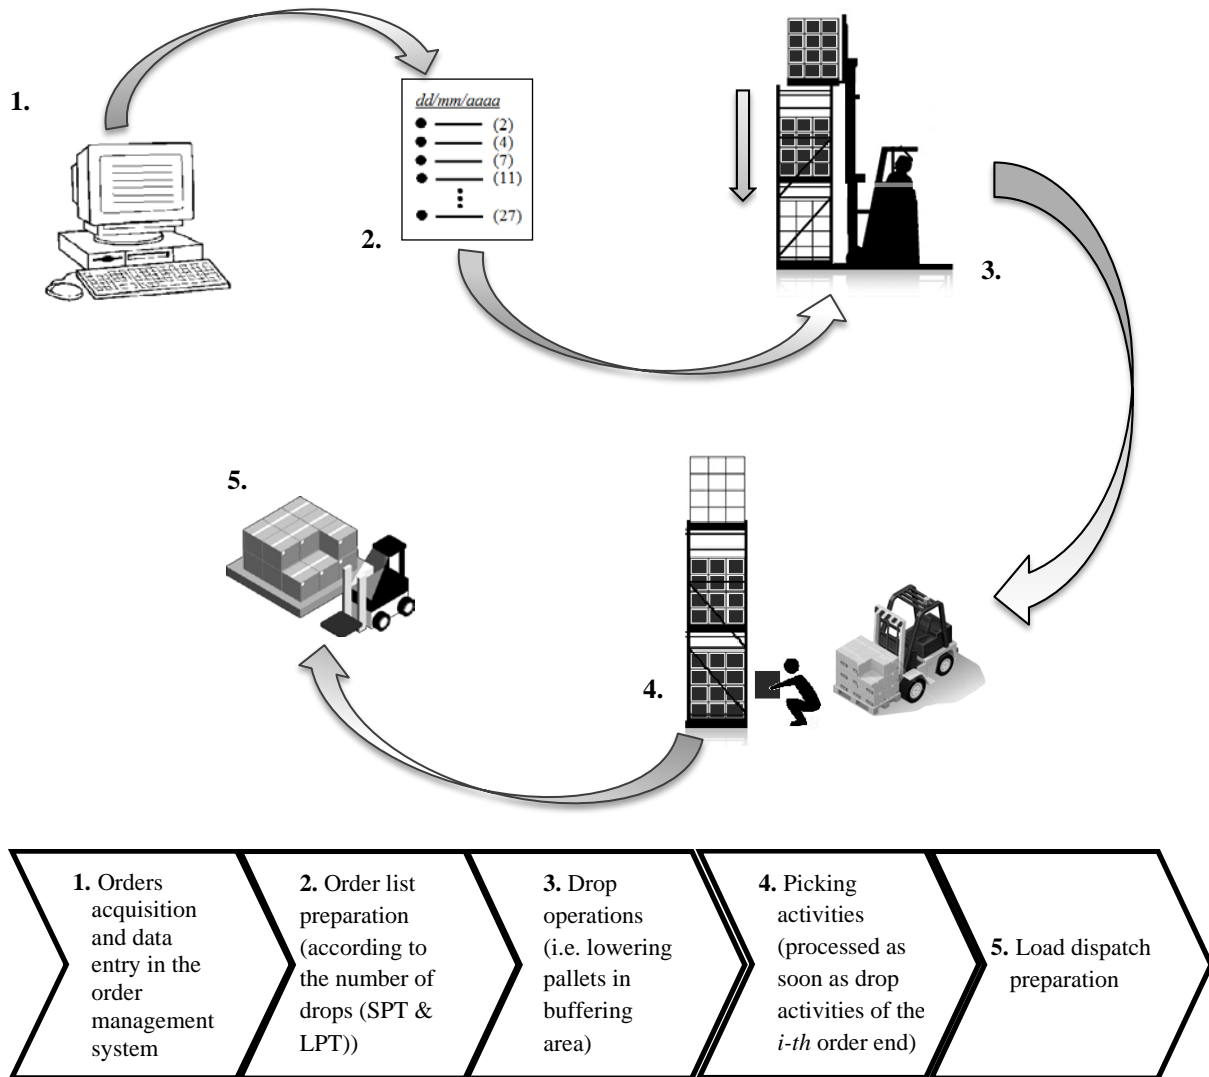 1.
dd/mm/aaaa
(2)
(4)
(7)
(11)
(27)
2.
3.
4.
5.
1. Orders
acquisition
and data
entry in the
order
management
system
2. Order list
preparation
(according to
the number of
drops (SPT &
LPT))
3. Drop
operations
(i.e. lowering
pallets in
buffering
area)
4. Picking
activities
(processed as
soon as drop
activities of the
i-th order end)
5. Load dispatch
preparation